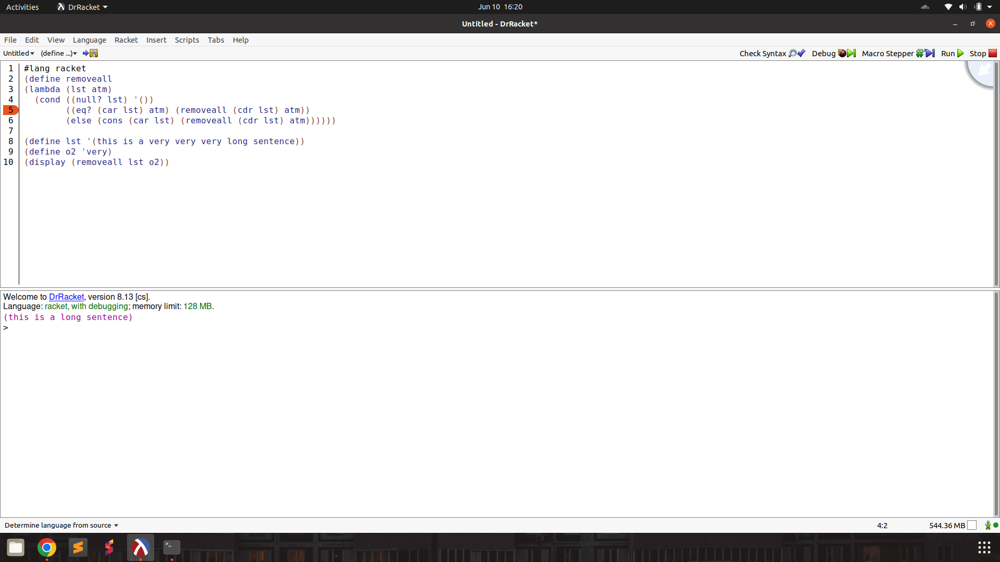 Activities DrRacket Jun 10 16:20
Untitled - DrRacket*
File Edit View Language Racket Insert Scripts Tabs Help
Untitled (define ...) Check Syntax Debug Macro Stepper Run Stop
1 #lang racket
2 (define removeall
3 (lambda (lst atm)
4 (cond ((null? lst) '())
5 ((eq? (car lst) atm) (removeall (cdr lst) atm))
6 (else (cons (car lst) (removeall (cdr lst) atm))))))
7
8 (define lst '(this is a very very very long sentence))
9 (define o2 'very)
10 (display (removeall lst o2))
Welcome to DrRacket, version 8.13 [cs].
Language: racket, with debugging; memory limit: 128 MB.
(this is a long sentence)
>
Determine language from source 4:2 544.36 MB